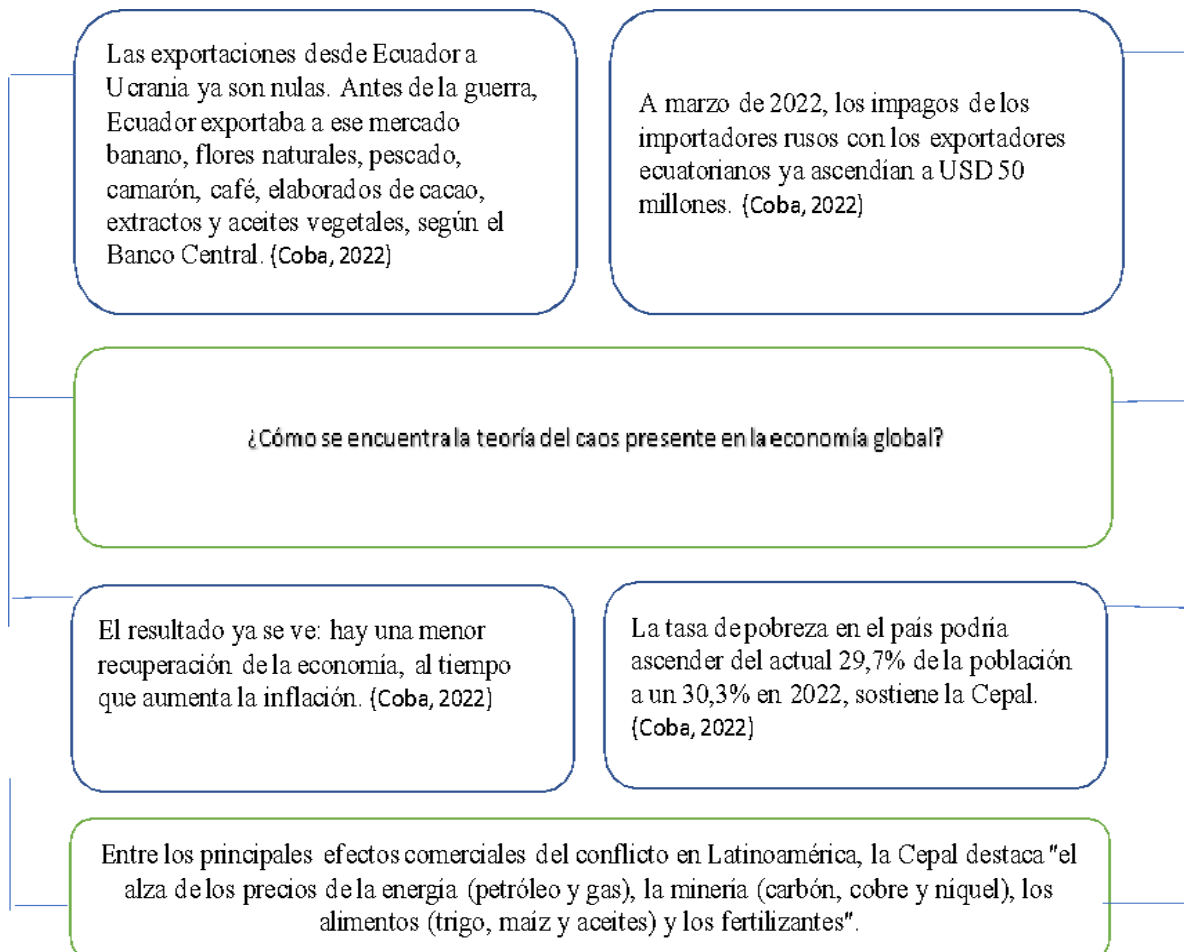 Las exportaciones desde Ecuador a
Ucrania ya son nulas. Antes de la guerra,
Ecuador exportaba a ese mercado
banano, flores naturales, pescado,
camarón, café, elaborados de cacao,
extractos y aceites vegetales, según el
Banco Central. (Coba, 2022)
A marzo de 2022, los impagos de los
importadores rusos con los exportadores
ecuatorianos ya ascendían a USD 50
millones. (Coba, 2022)
¿Cómo se encuentra la teoría del caos presente en la economía global?
El resultado ya se ve: hay una menor
recuperación de la economía, al tiempo
que aumenta la inflación. (Coba, 2022)
La tasa de pobreza en el país podría
ascender del actual 29,7% de la población
a un 30,3% en 2022, sostiene la Cepal.
(Coba, 2022)
Entre los principales efectos comerciales del conflicto en Latinoamérica, la Cepal destaca "el
alza de los precios de la energía (petróleo y gas), la minería (carbón, cobre y níquel), los
alimentos (trigo, maíz y aceites) y los fertilizantes".